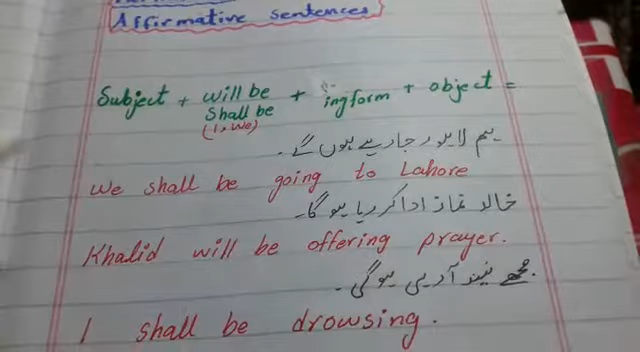 Affirmative sentences
Subject + will be + ing form + object =
Shall be
(I, We)
ہم لاہور جا رہے ہوں گے۔
We shall be going to Lahore
خالد نماز ادا کر رہا ہو گا۔
Khalid will be offering prayer.
مجھے نیند آ رہی ہو گی۔
I shall be drowsing.